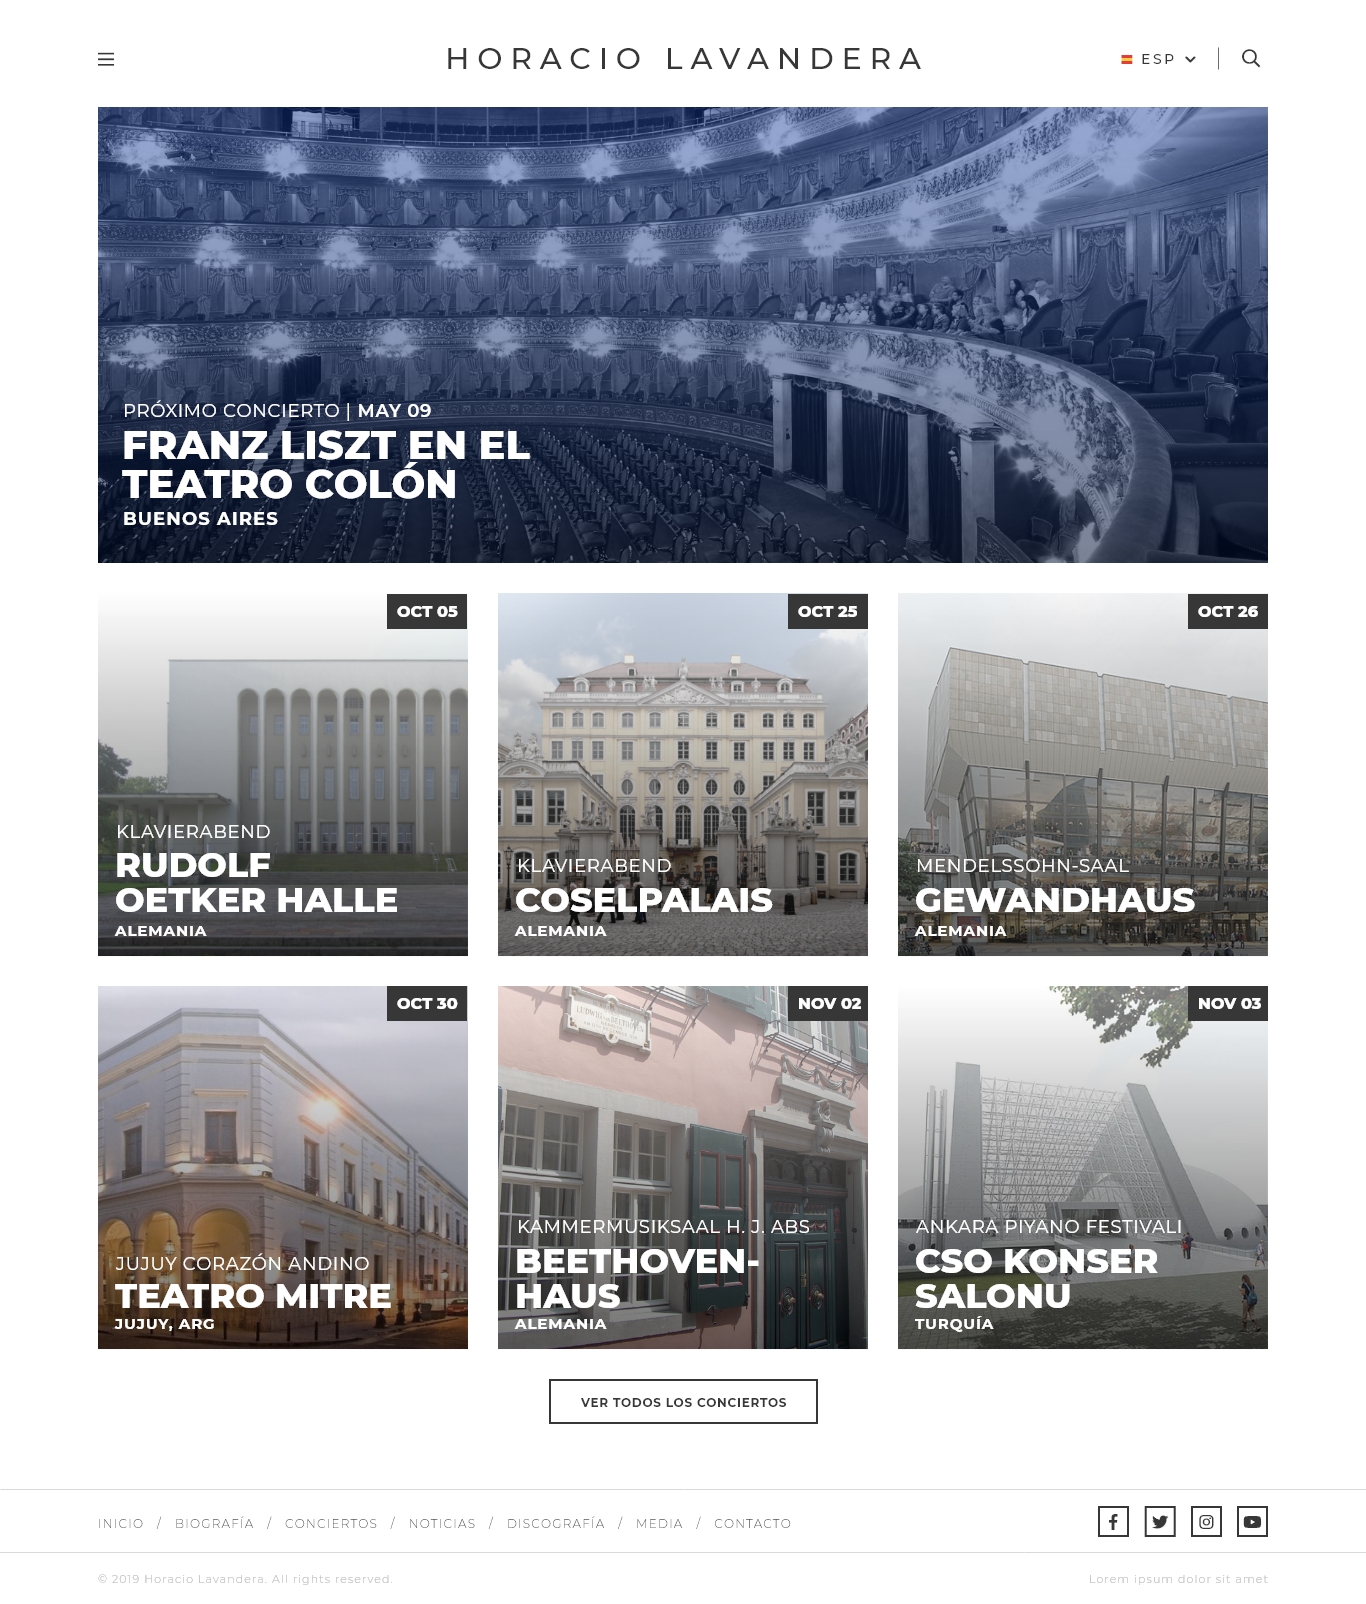 HORACIO LAVANDERA
ESP
PRÓXIMO CONCIERTO | MAY 09
FRANZ LISZT EN EL
TEATRO COLÓN
BUENOS AIRES
OCT 05
KLAVIERABEND
RUDOLF
OETKER HALLE
ALEMANIA
OCT 25
KLAVIERABEND
COSELPALAIS
ALEMANIA
OCT 26
MENDELSSOHN-SAAL
GEWANDHAUS
ALEMANIA
OCT 30
JUJUY CORAZÓN ANDINO
TEATRO MITRE
JUJUY, ARG
NOV 02
KAMMERMUSIKSAAL H. J. ABS
BEETHOVEN-
HAUS
ALEMANIA
NOV 03
ANKARA PIYANO FESTIVALI
CSO KONSER
SALONU
TURQUÍA
VER TODOS LOS CONCIERTOS
INICIO / BIOGRAFÍA / CONCIERTOS / NOTICIAS / DISCOGRAFÍA / MEDIA / CONTACTO
© 2019 Horacio Lavandera. All rights reserved.
Lorem ipsum dolor sit amet